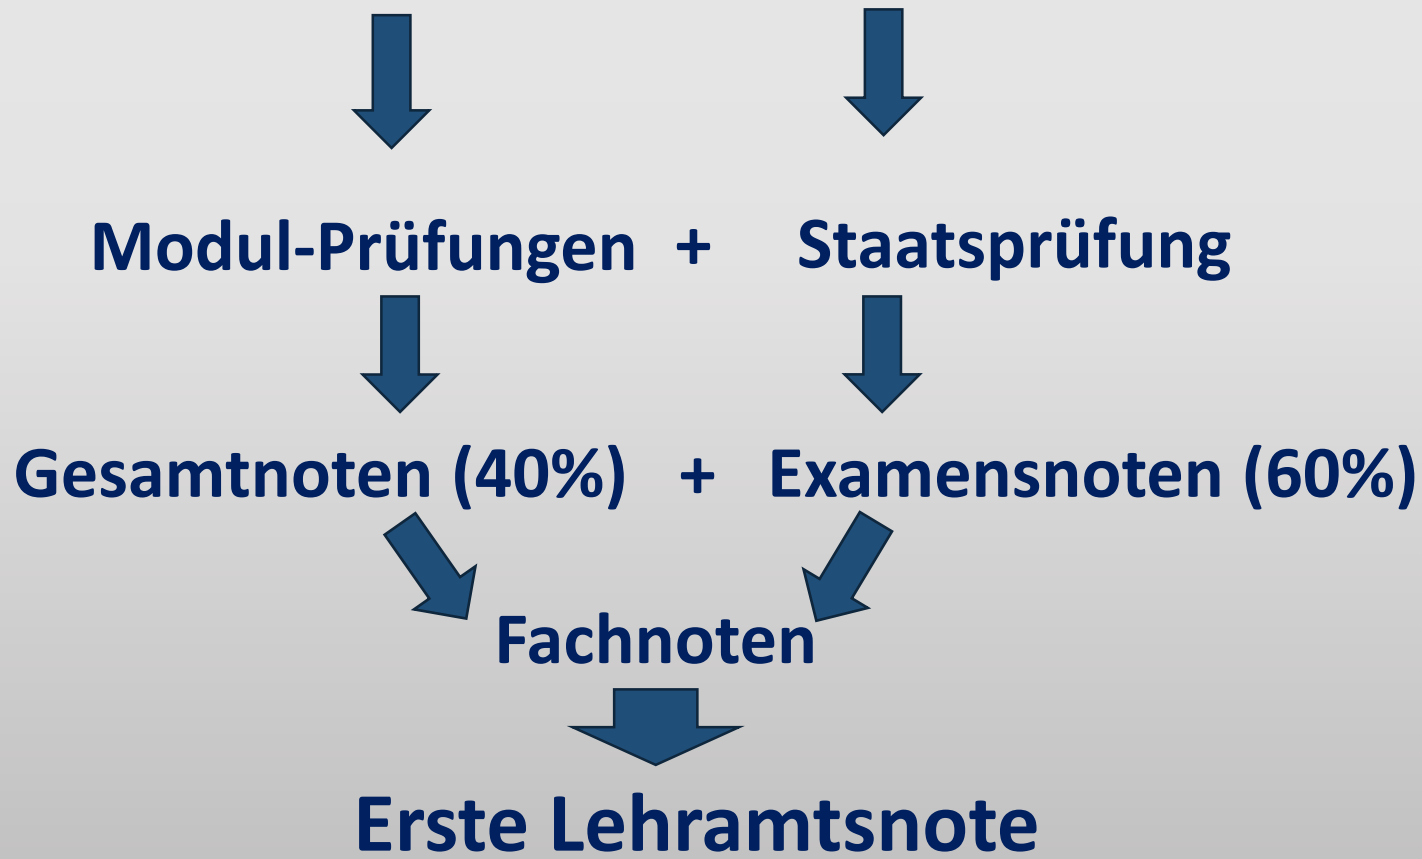 Modul-Prüfungen + Staatsprüfung
Gesamtnoten (40%) + Examensnoten (60%)
Fachnoten
Erste Lehramtsnote